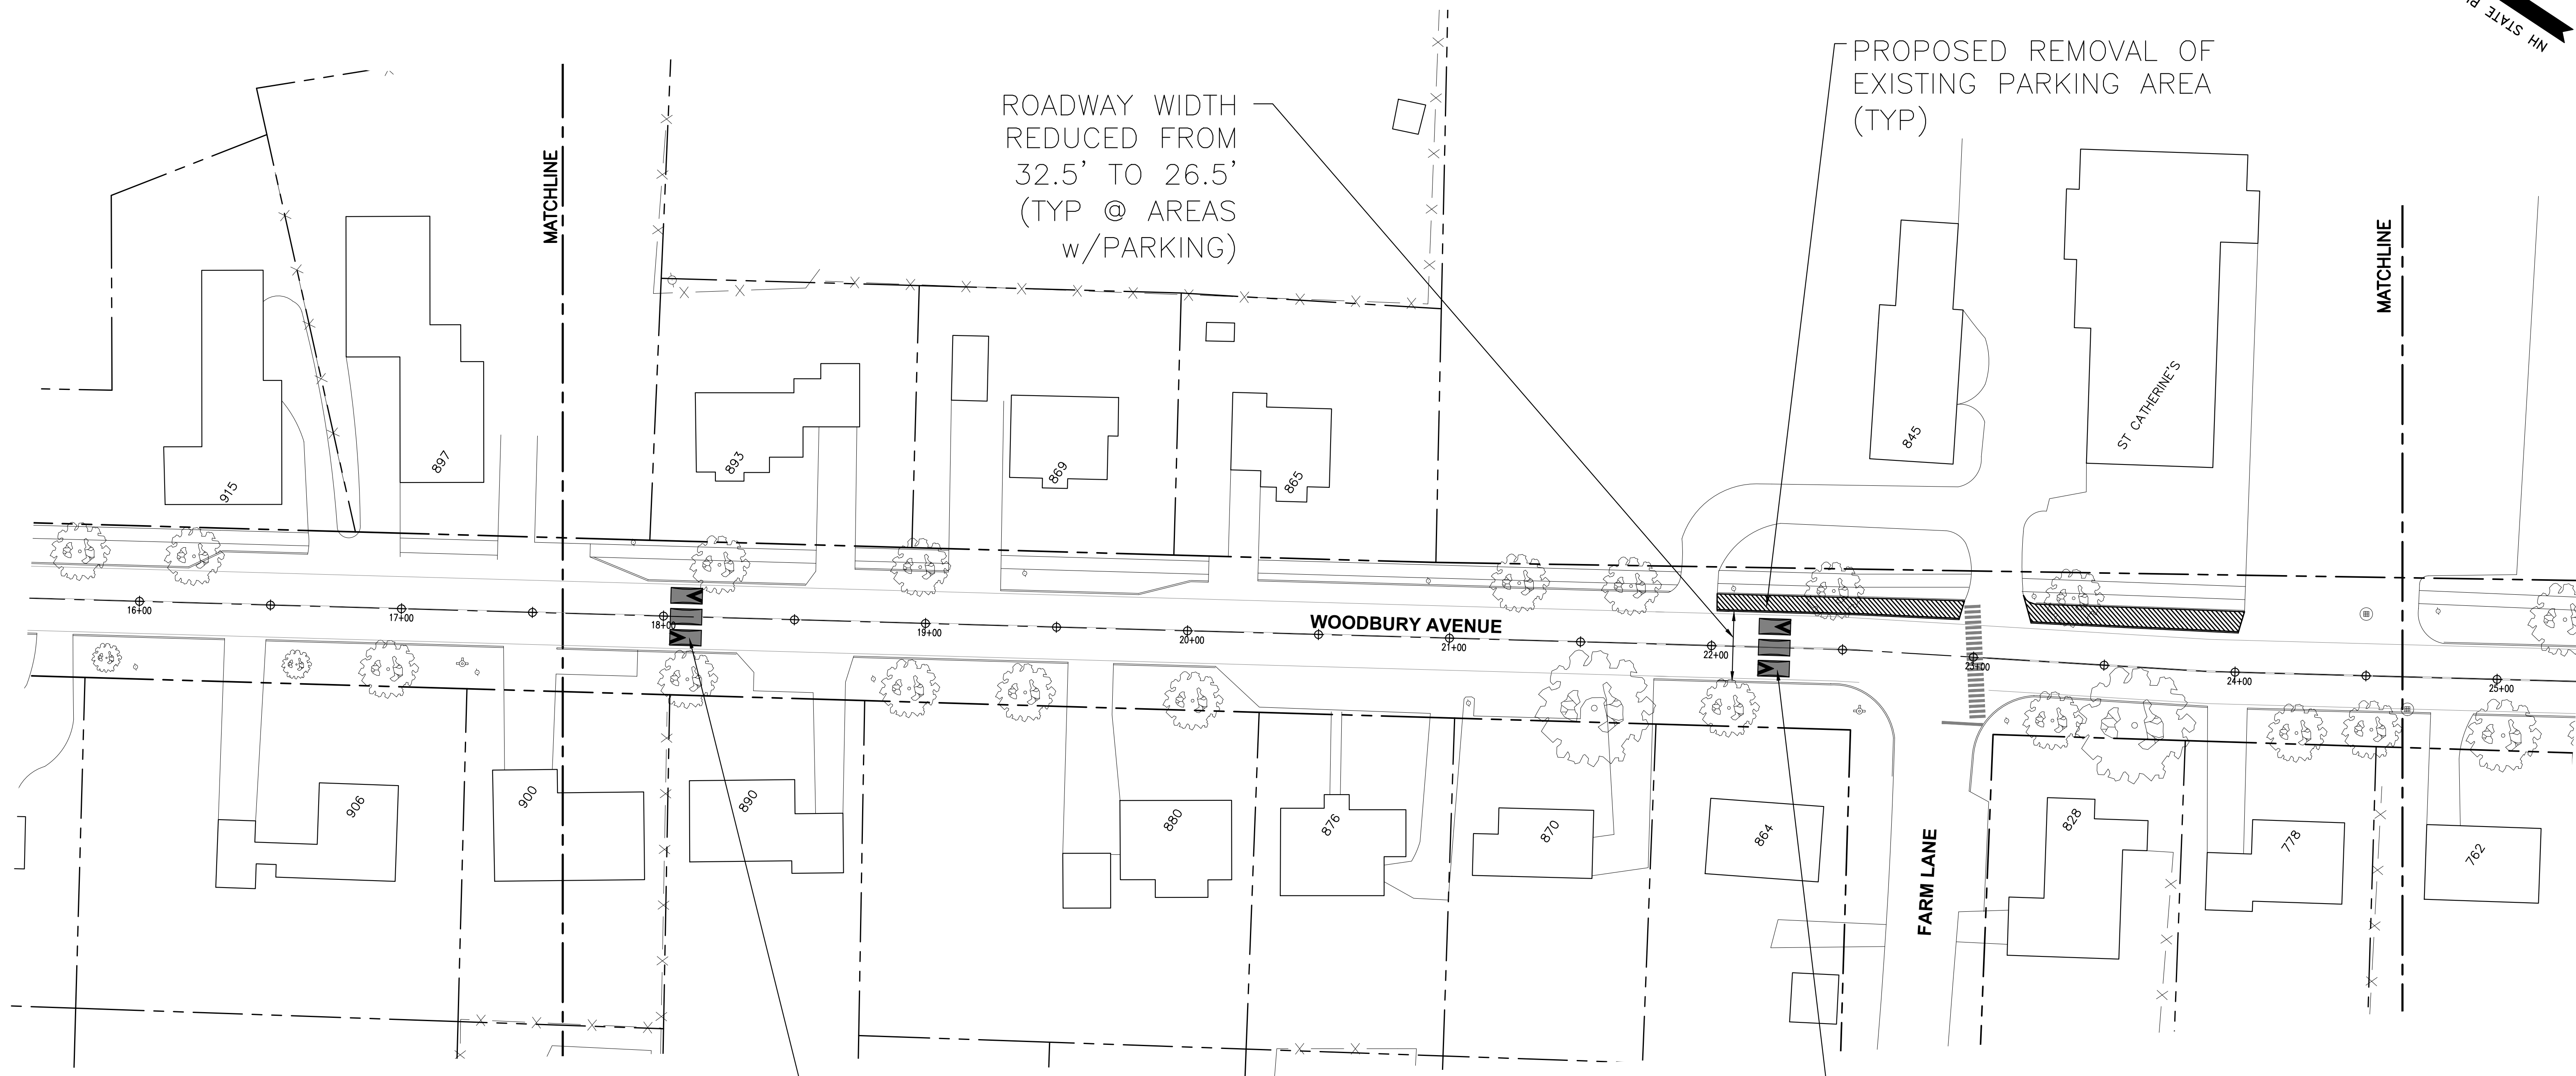 NH STATE
PROPOSED REMOVAL OF
EXISTING PARKING AREA
(TYP)
ROADWAY WIDTH
REDUCED FROM
32.5' TO 26.5'
(TYP @ AREAS
w/PARKING)
MATCHLINE
MATCHLINE
915
897
893
869
865
845
ST CATHERINE'S
WOODBURY AVENUE
16+00
17+00
18+00
19+00
20+00
21+00
22+00
23+00
24+00
25+00
906
900
890
880
876
870
864
FARM LANE
828
778
762